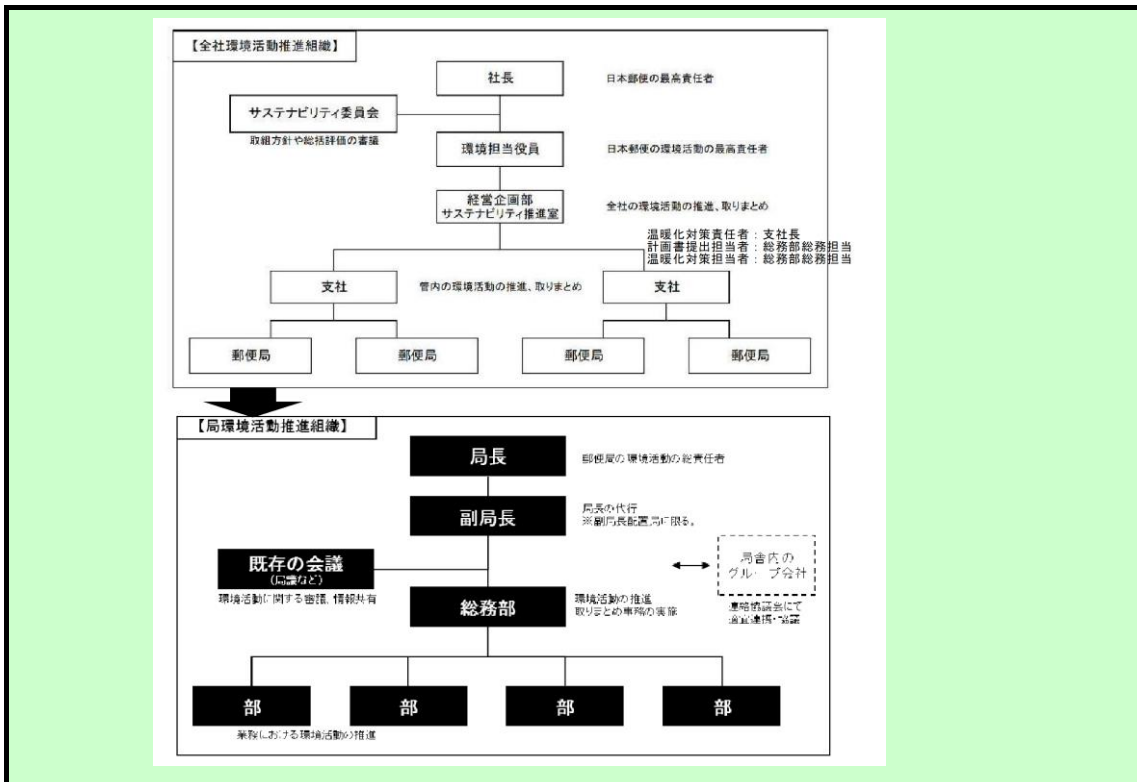 【全社環境活動推進組織】
社長
日本郵便の最高責任者
サステナビリティ委員会
取組方針や総括評価の審議
環境担当役員
日本郵便の環境活動の最高責任者
経営企画部
サステナビリティ推進室
全社の環境活動の推進、取りまとめ
温暖化対策責任者：支社長
計画書提出担当者：総務部総務担当
温暖化対策担当者：総務部総務担当
支社
管内の環境活動の推進、取りまとめ
支社
郵便局
郵便局
郵便局
郵便局
【局環境活動推進組織】
局長
郵便局の環境活動の総責任者
副局長
局長の代行
※副局長配置局に限る。
既存の会議
(局議など)
環境活動に関する審議、情報共有
局舎内の
グループ会社
総務部
環境活動の推進
取りまとめ事務の実施
連絡協議会にて
適宜連携・協議
部
部
部
部
業務における環境活動の推進